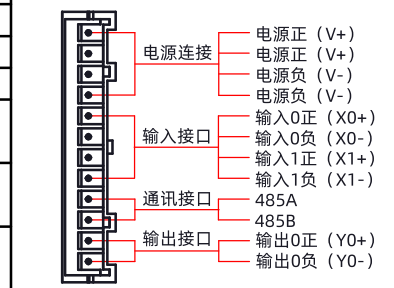 电源连接
电源正（V+）
电源正（V+）
电源负（V-）
电源负（V-）
输入接口
输入0正（X0+）
输入0负（X0-）
输入1正（X1+）
输入1负（X1-）
通讯接口
485A
485B
输出接口
输出0正（Y0+）
输出0负（Y0-）